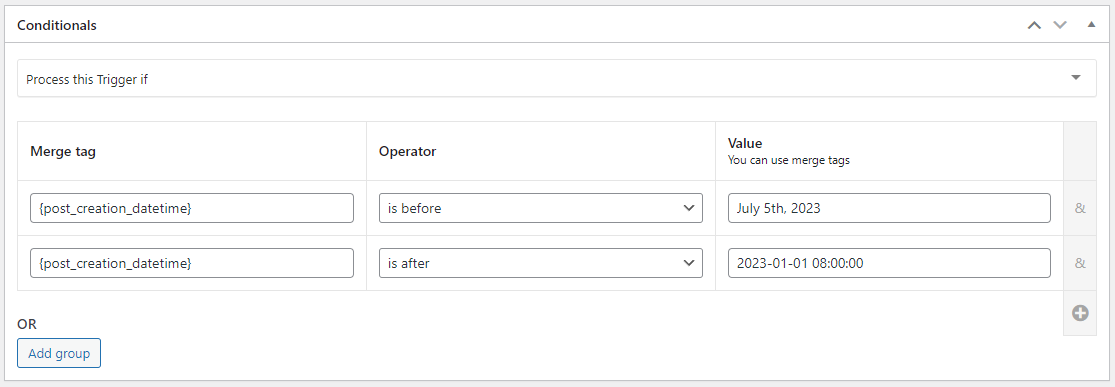 Conditionals
Process this Trigger if
Merge tag
Operator
Value
You can use merge tags
{post_creation_datetime}
is before
July 5th, 2023
&
{post_creation_datetime}
is after
2023-01-01 08:00:00
&
OR
Add group